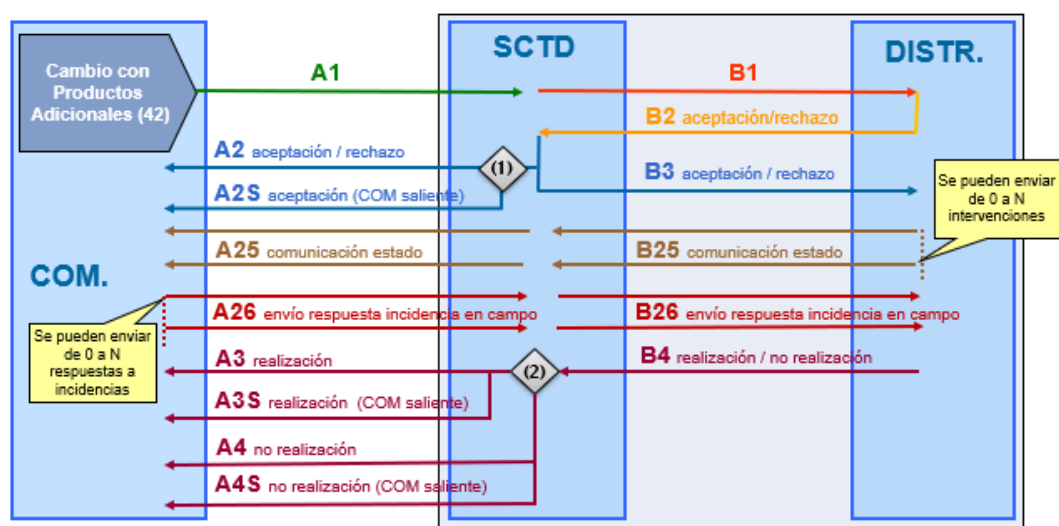 SCTD
DISTR.
Cambio con
Productos
Adicionales (42)
A1
B1
B2 aceptación/rechazo
A2 aceptación / rechazo
(1)
B3 aceptación / rechazo
A2S aceptación (COM saliente)
Se pueden enviar
de 0 a N
intervenciones
A25 comunicación estado
B25 comunicación estado
COM.
A26 envío respuesta incidencia en campo
B26 envío respuesta incidencia en campo
Se pueden enviar
de 0 a N
respuestas a
incidencias
A3 realización
(2)
B4 realización / no realización
A3S realización (COM saliente)
A4 no realización
A4S no realización (COM saliente)